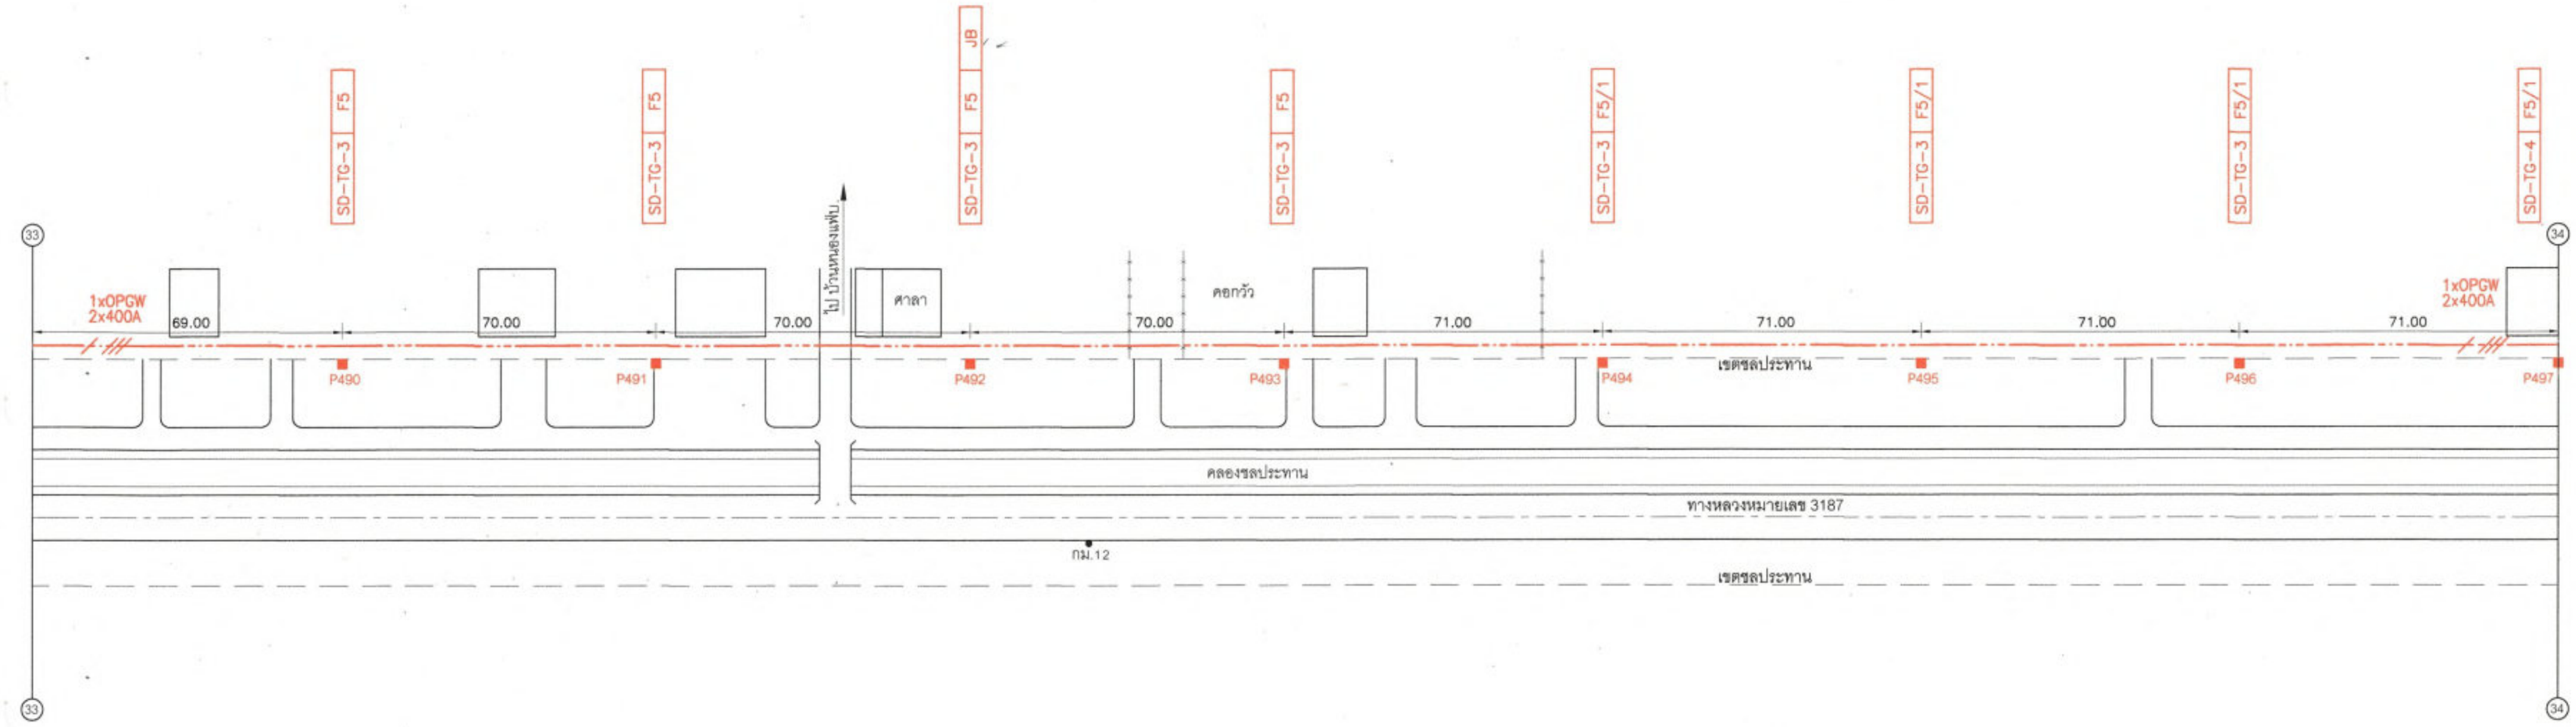 JB
F5
SD-TG-3
F5
SD-TG-3
F5
SD-TG-3
F5
SD-TG-3
F5/1
SD-TG-3
F5/1
SD-TG-3
F5/1
SD-TG-3
F5/1
SD-TG-4
33
34
ไป บ้านหนองแฟบ
1xOPGW
2x400A
ศาลา
คอกวัว
1xOPGW
2x400A
69.00
70.00
70.00
70.00
71.00
71.00
71.00
71.00
เขตชลประทาน
P490
P491
P492
P493
P494
P495
P496
P497
คลองชลประทาน
ทางหลวงหมายเลข 3187
กม.12
เขตชลประทาน
33
34